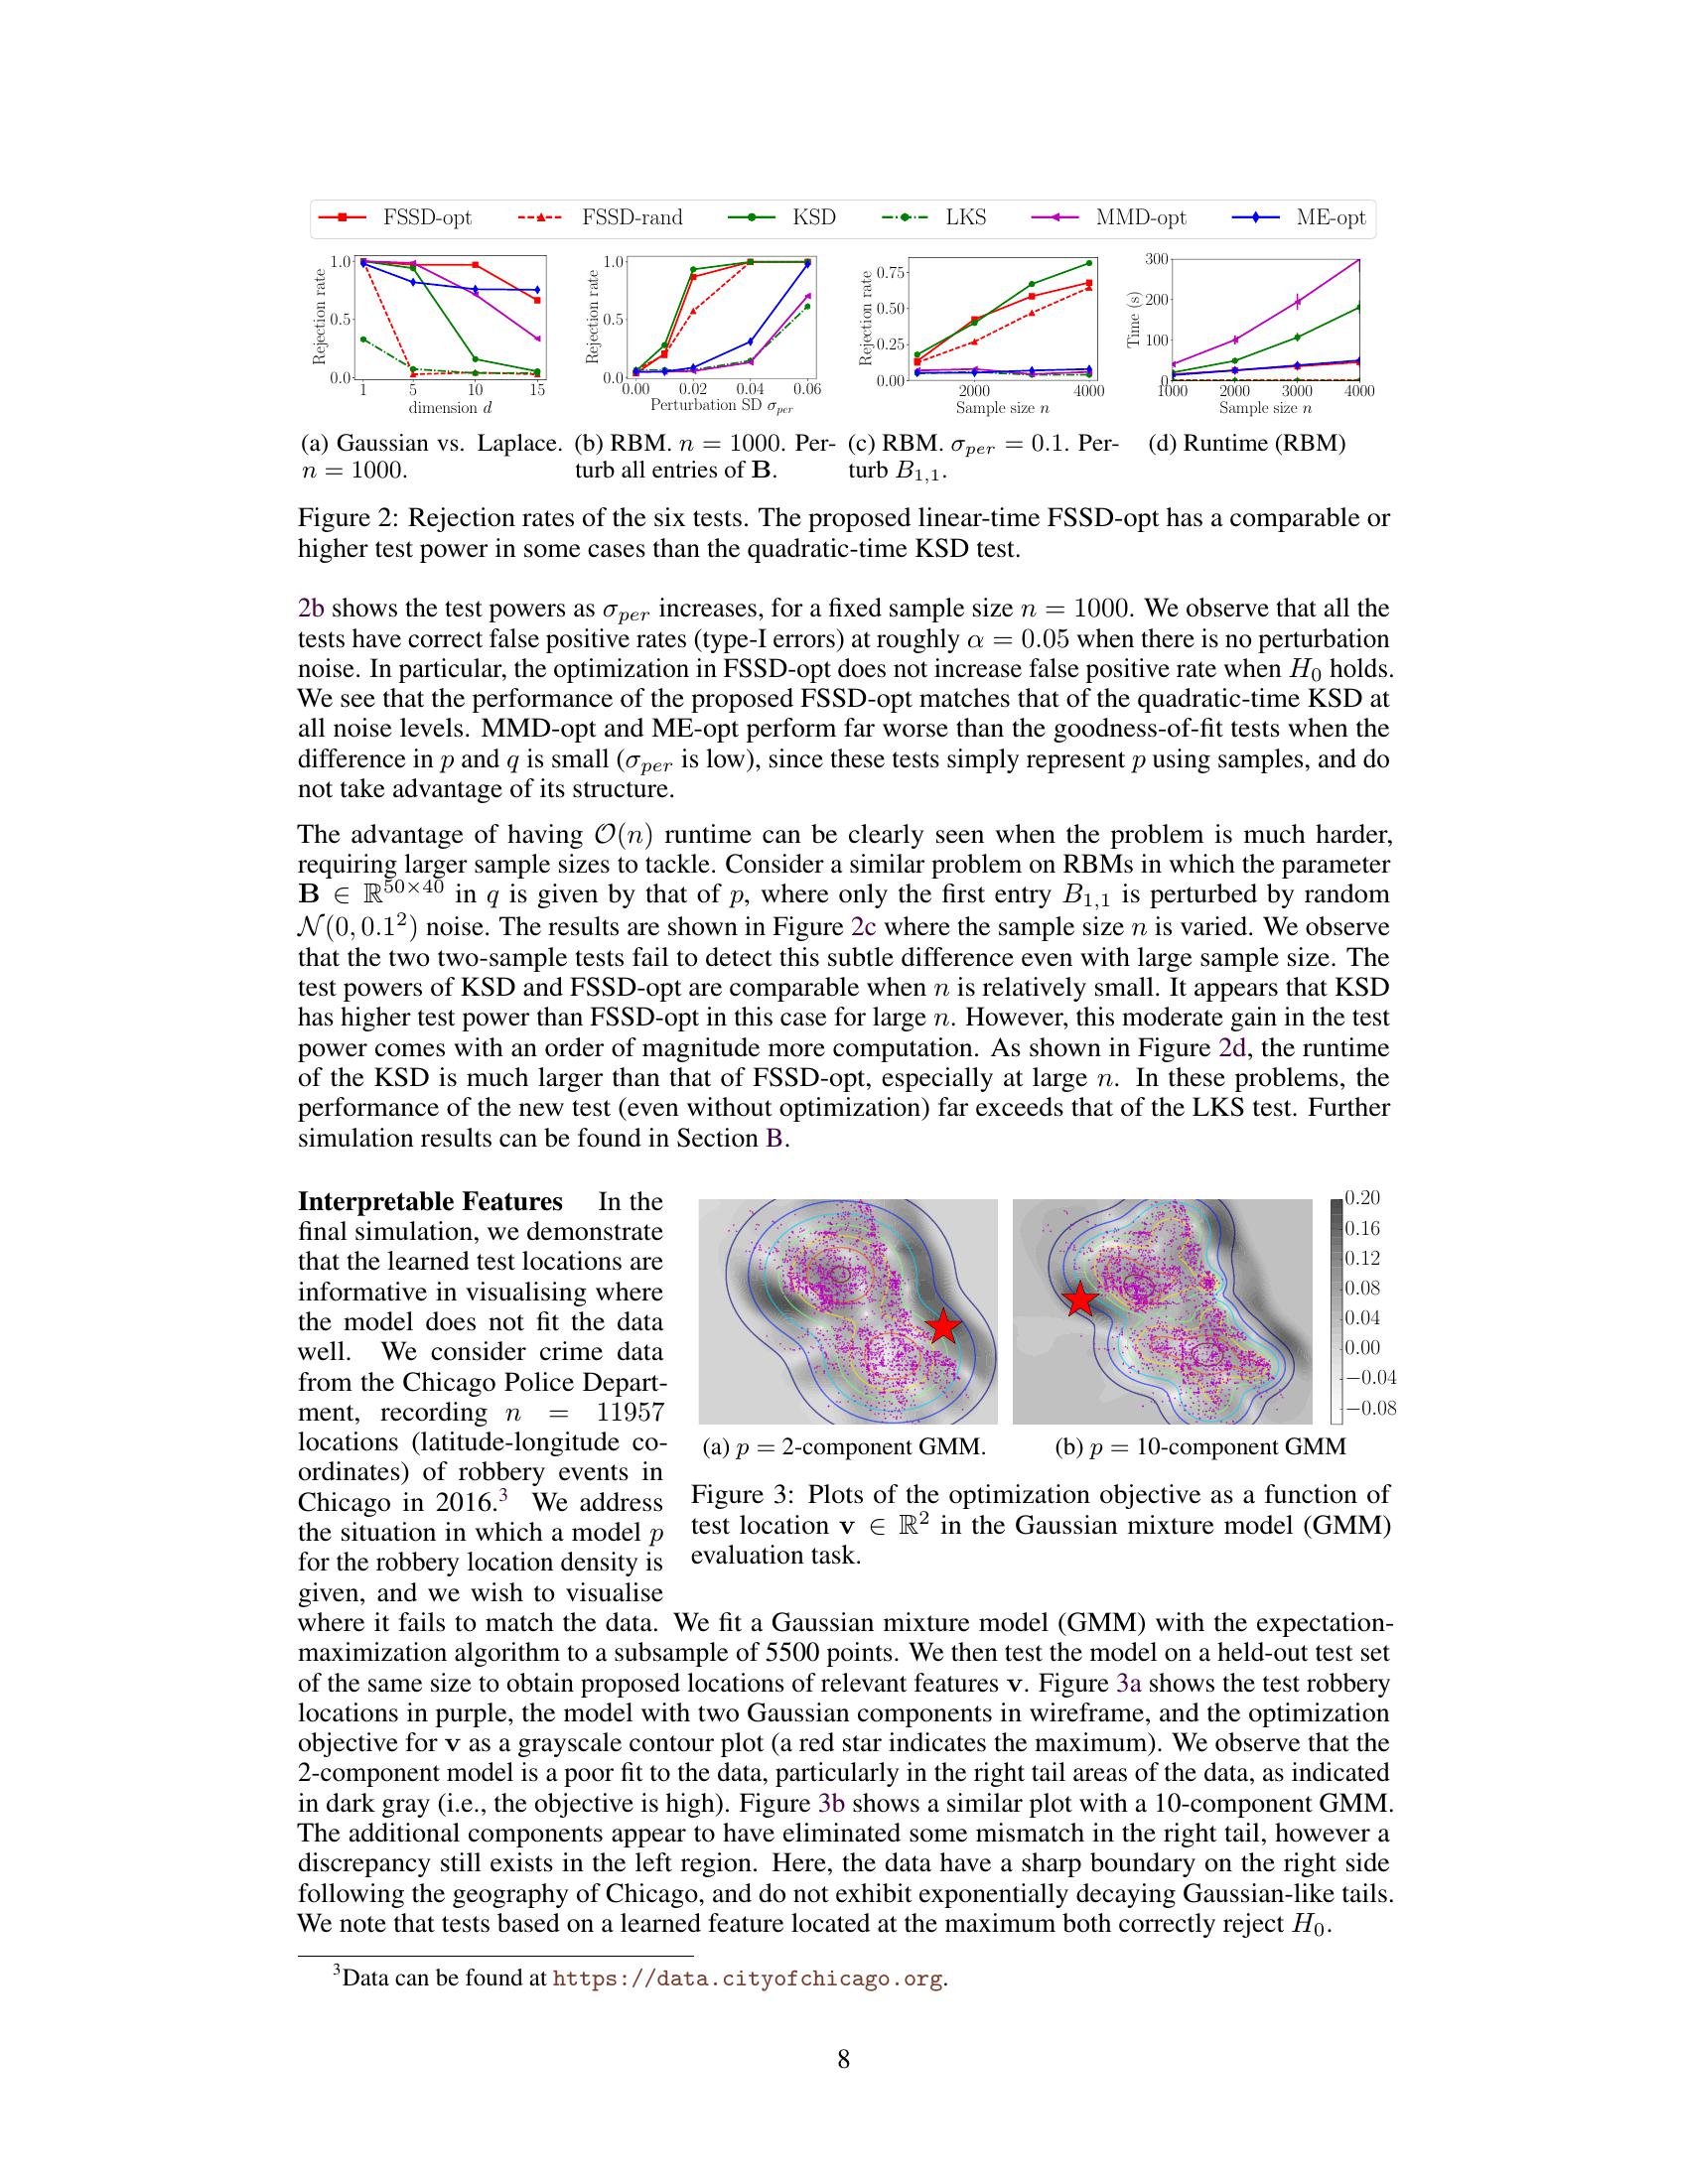 FSSD-opt FSSD-rand KSD LKS MMD-opt ME-opt
1.0
0.5
0.0
Rejection rate
1 5 10 15
dimension d
1.0
0.5
0.0
Rejection rate
0.00 0.02 0.04 0.06
Perturbation SD σper
0.75
0.50
0.25
0.00
Rejection rate
2000 4000
Sample size n
300
200
100
0
Time (s)
1000 2000 3000 4000
Sample size n
(a) Gaussian vs. Laplace.
n = 1000.
(b) RBM. n = 1000. Per-
turb all entries of B.
(c) RBM. σper = 0.1. Per-
turb B1,1.
(d) Runtime (RBM)
Figure 2: Rejection rates of the six tests. The proposed linear-time FSSD-opt has a comparable or
higher test power in some cases than the quadratic-time KSD test.
2b shows the test powers as σper increases, for a fixed sample size n = 1000. We observe that all the
tests have correct false positive rates (type-I errors) at roughly α = 0.05 when there is no perturbation
noise. In particular, the optimization in FSSD-opt does not increase false positive rate when H0 holds.
We see that the performance of the proposed FSSD-opt matches that of the quadratic-time KSD at
all noise levels. MMD-opt and ME-opt perform far worse than the goodness-of-fit tests when the
difference in p and q is small (σper is low), since these tests simply represent p using samples, and do
not take advantage of its structure.
The advantage of having O(n) runtime can be clearly seen when the problem is much harder,
requiring larger sample sizes to tackle. Consider a similar problem on RBMs in which the parameter
B ∈ ℝ^50×40 in q is given by that of p, where only the first entry B1,1 is perturbed by random
N(0, 0.1²) noise. The results are shown in Figure 2c where the sample size n is varied. We observe
that the two two-sample tests fail to detect this subtle difference even with large sample size. The
test powers of KSD and FSSD-opt are comparable when n is relatively small. It appears that KSD
has higher test power than FSSD-opt in this case for large n. However, this moderate gain in the test
power comes with an order of magnitude more computation. As shown in Figure 2d, the runtime
of the KSD is much larger than that of FSSD-opt, especially at large n. In these problems, the
performance of the new test (even without optimization) far exceeds that of the LKS test. Further
simulation results can be found in Section B.
Interpretable Features In the
final simulation, we demonstrate
that the learned test locations are
informative in visualising where
the model does not fit the data
well. We consider crime data
from the Chicago Police Depart-
ment, recording n = 11957
locations (latitude-longitude co-
ordinates) of robbery events in
Chicago in 2016.³ We address
the situation in which a model p
for the robbery location density is
given, and we wish to visualise
0.20
0.16
0.12
0.08
0.04
0.00
−0.04
−0.08
(a) p = 2-component GMM.
(b) p = 10-component GMM
Figure 3: Plots of the optimization objective as a function of
test location v ∈ ℝ² in the Gaussian mixture model (GMM)
evaluation task.
where it fails to match the data. We fit a Gaussian mixture model (GMM) with the expectation-
maximization algorithm to a subsample of 5500 points. We then test the model on a held-out test set
of the same size to obtain proposed locations of relevant features v. Figure 3a shows the test robbery
locations in purple, the model with two Gaussian components in wireframe, and the optimization
objective for v as a grayscale contour plot (a red star indicates the maximum). We observe that the
2-component model is a poor fit to the data, particularly in the right tail areas of the data, as indicated
in dark gray (i.e., the objective is high). Figure 3b shows a similar plot with a 10-component GMM.
The additional components appear to have eliminated some mismatch in the right tail, however a
discrepancy still exists in the left region. Here, the data have a sharp boundary on the right side
following the geography of Chicago, and do not exhibit exponentially decaying Gaussian-like tails.
We note that tests based on a learned feature located at the maximum both correctly reject H0.
³Data can be found at https://data.cityofchicago.org.
8